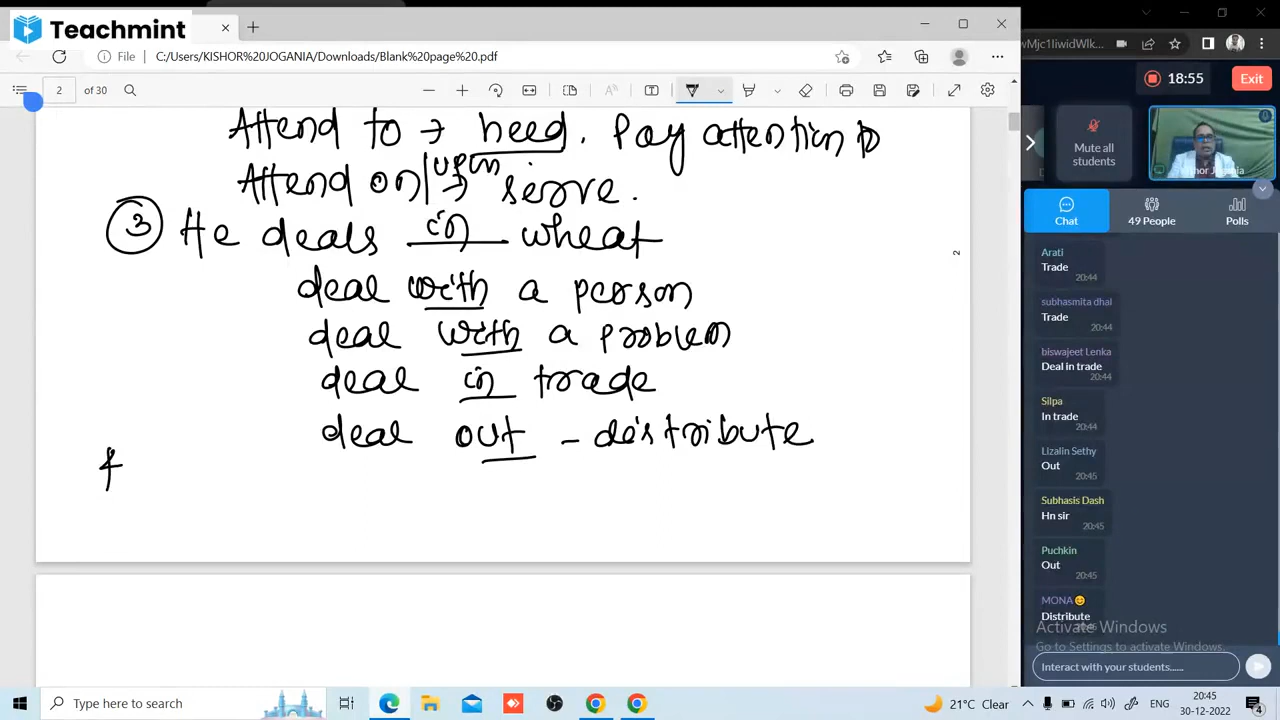 Teachmint
File C:/Users/KISHOR%20JOGANIA/Downloads/Blank%20page%20.pdf
2 of 30
Attend to → heed. Pay attention to
Attend on/upon → serve.
③ He deals in wheat
deal with a person
deal with a problem
deal in trade
deal out - distribute
2
wMjc1IiwidWlk...
18:55
Exit
Mute all students
Chat
49 People
Polls
Arati
Trade
20:44
subhasmita dhal
Trade
20:44
biswajeet Lenka
Deal in trade
20:44
Silpa
In trade
20:44
Lizalin Sethy
Out
20:45
Subhasis Dash
Hn sir
20:45
Puchkin
Out
20:45
MONA😊
Distribute
Activate Windows
Go to Settings to activate Windows.
Interact with your students......
Type here to search
21°C Clear
ENG
20:45
30-12-2022
4